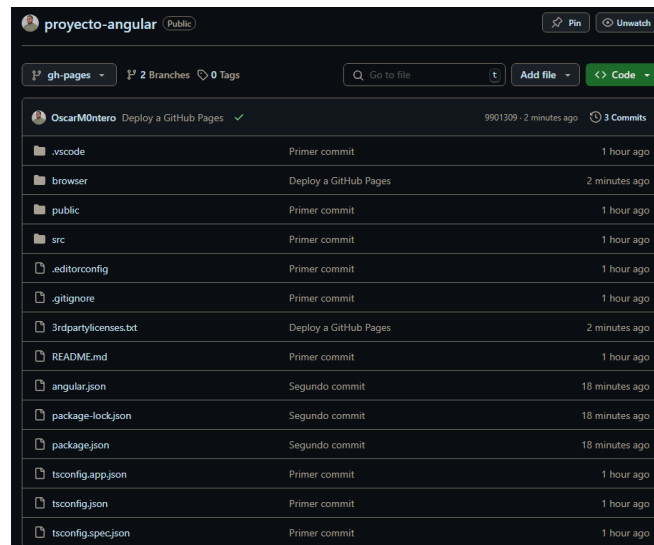 proyecto-angular Public Pin Unwatch
gh-pages 2 Branches 0 Tags Go to file t Add file <> Code
OscarM0ntero Deploy a GitHub Pages 9901309 · 2 minutes ago 3 Commits
.vscode Primer commit 1 hour ago
browser Deploy a GitHub Pages 2 minutes ago
public Primer commit 1 hour ago
src Primer commit 1 hour ago
.editorconfig Primer commit 1 hour ago
.gitignore Primer commit 1 hour ago
3rdpartylicenses.txt Deploy a GitHub Pages 2 minutes ago
README.md Primer commit 1 hour ago
angular.json Segundo commit 18 minutes ago
package-lock.json Segundo commit 18 minutes ago
package.json Segundo commit 18 minutes ago
tsconfig.app.json Primer commit 1 hour ago
tsconfig.json Primer commit 1 hour ago
tsconfig.spec.json Primer commit 1 hour ago